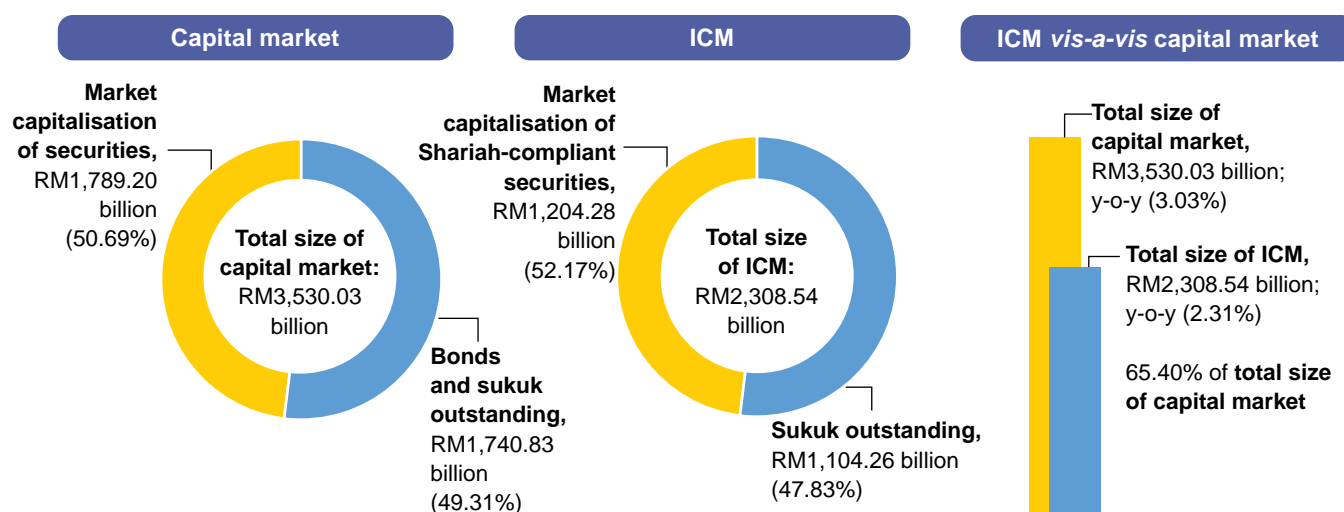 Capital market
Market
capitalisation
of securities,
RM1,789.20
billion
(50.69%)
Total size of
capital market:
RM3,530.03
billion
Bonds
and sukuk
outstanding,
RM1,740.83
billion
(49.31%)
ICM
Market
capitalisation of
Shariah-compliant
securities,
RM1,204.28
billion
(52.17%)
Total size
of ICM:
RM2,308.54
billion
Sukuk outstanding,
RM1,104.26 billion
(47.83%)
ICM vis-a-vis capital market
Total size of
capital market,
RM3,530.03 billion;
y-o-y (3.03%)
Total size of ICM,
RM2,308.54 billion;
y-o-y (2.31%)
65.40% of total size
of capital market